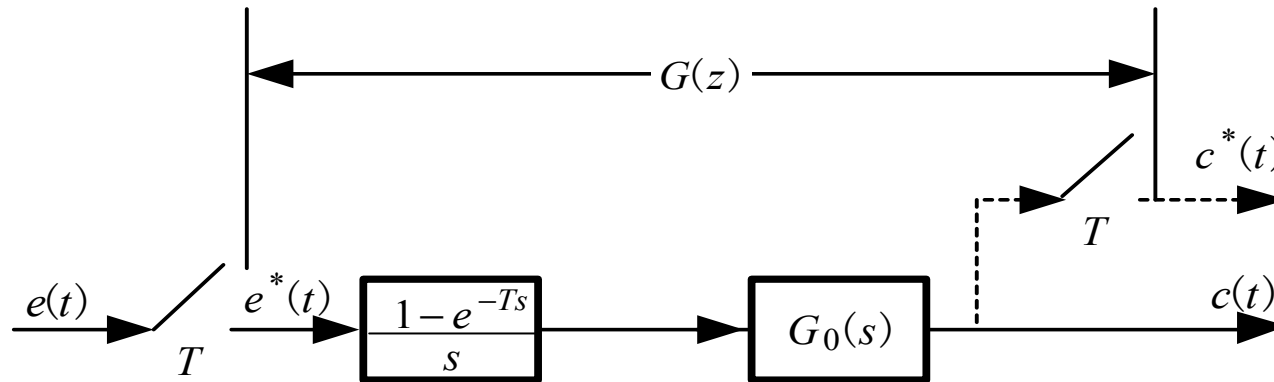 G(z)
c*(t)
T
e(t)
e*(t)
1 − e^{−Ts}
s
G₀(s)
c(t)
T